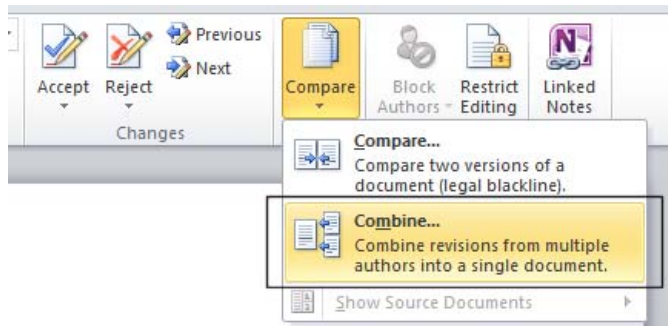 Previous
Next
Accept
Reject
Changes
Compare
Block
Authors
Restrict
Editing
Linked
Notes
Compare...
Compare two versions of a
document (legal blackline).
Combine...
Combine revisions from multiple
authors into a single document.
Show Source Documents